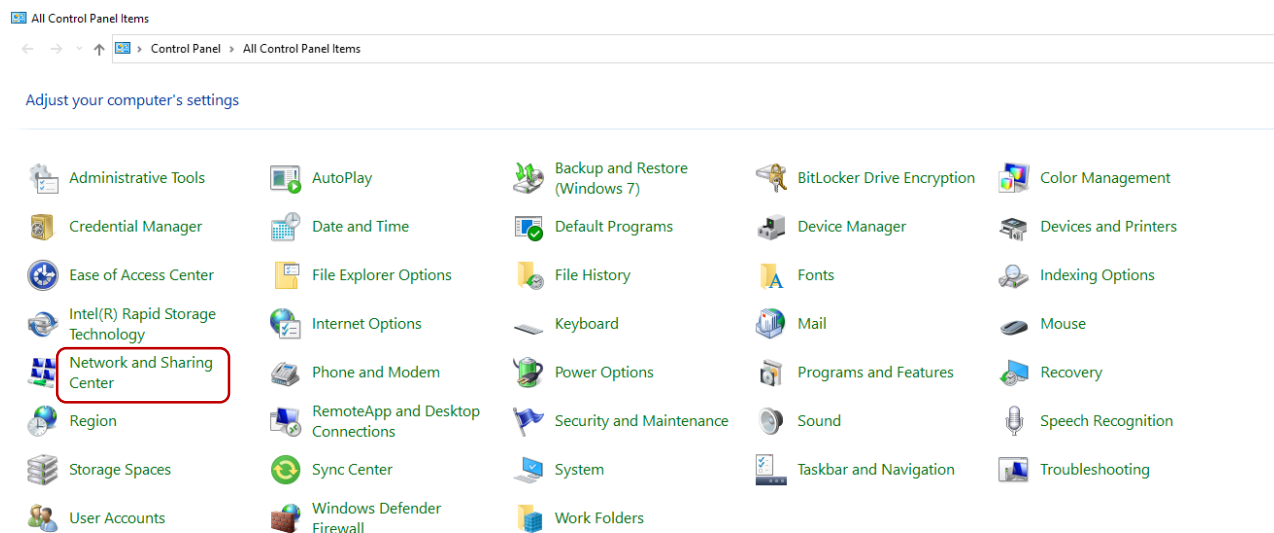 All Control Panel Items
Control Panel > All Control Panel Items
Adjust your computer's settings
Administrative Tools
AutoPlay
Backup and Restore
(Windows 7)
BitLocker Drive Encryption
Color Management
Credential Manager
Date and Time
Default Programs
Device Manager
Devices and Printers
Ease of Access Center
File Explorer Options
File History
Fonts
Indexing Options
Intel(R) Rapid Storage
Technology
Internet Options
Keyboard
Mail
Mouse
Network and Sharing
Center
Phone and Modem
Power Options
Programs and Features
Recovery
Region
RemoteApp and Desktop
Connections
Security and Maintenance
Sound
Speech Recognition
Storage Spaces
Sync Center
System
Taskbar and Navigation
Troubleshooting
User Accounts
Windows Defender
Firewall
Work Folders